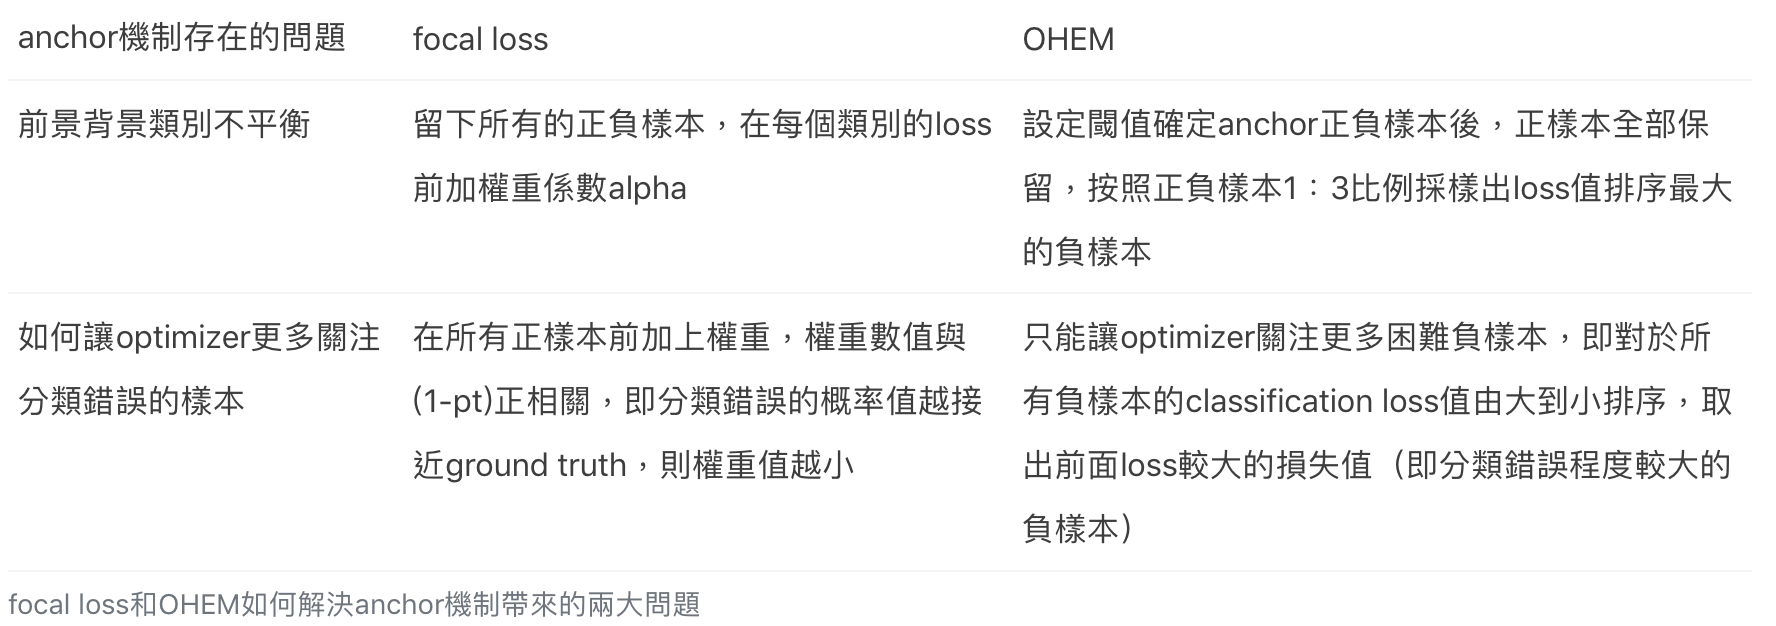 anchor機制存在的問題
focal loss
OHEM
前景背景類別不平衡
留下所有的正負樣本，在每個類別的loss
前加權重係數alpha
設定閾值確定anchor正負樣本後，正樣本全部保
留，按照正負樣本1：3比例採樣出loss值排序最大
的負樣本
如何讓optimizer更多關注
分類錯誤的樣本
在所有正樣本前加上權重，權重數值與
(1-pt)正相關，即分類錯誤的概率值越接
近ground truth，則權重值越小
只能讓optimizer關注更多困難負樣本，即對於所
有負樣本的classification loss值由大到小排序，取
出前面loss較大的損失值（即分類錯誤程度較大的
負樣本）
focal loss和OHEM如何解決anchor機制帶來的兩大問題